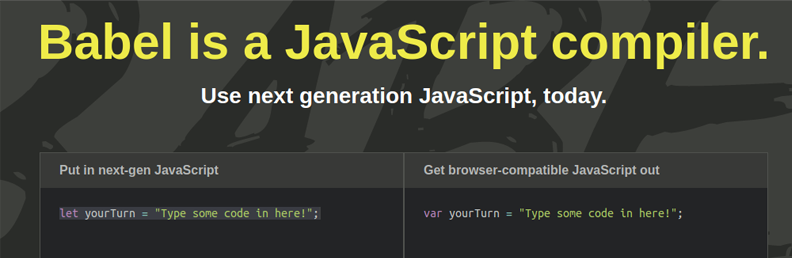 Babel is a JavaScript compiler.
Use next generation JavaScript, today.
Put in next-gen JavaScript
let yourTurn = "Type some code in here!";
Get browser-compatible JavaScript out
var yourTurn = "Type some code in here!";